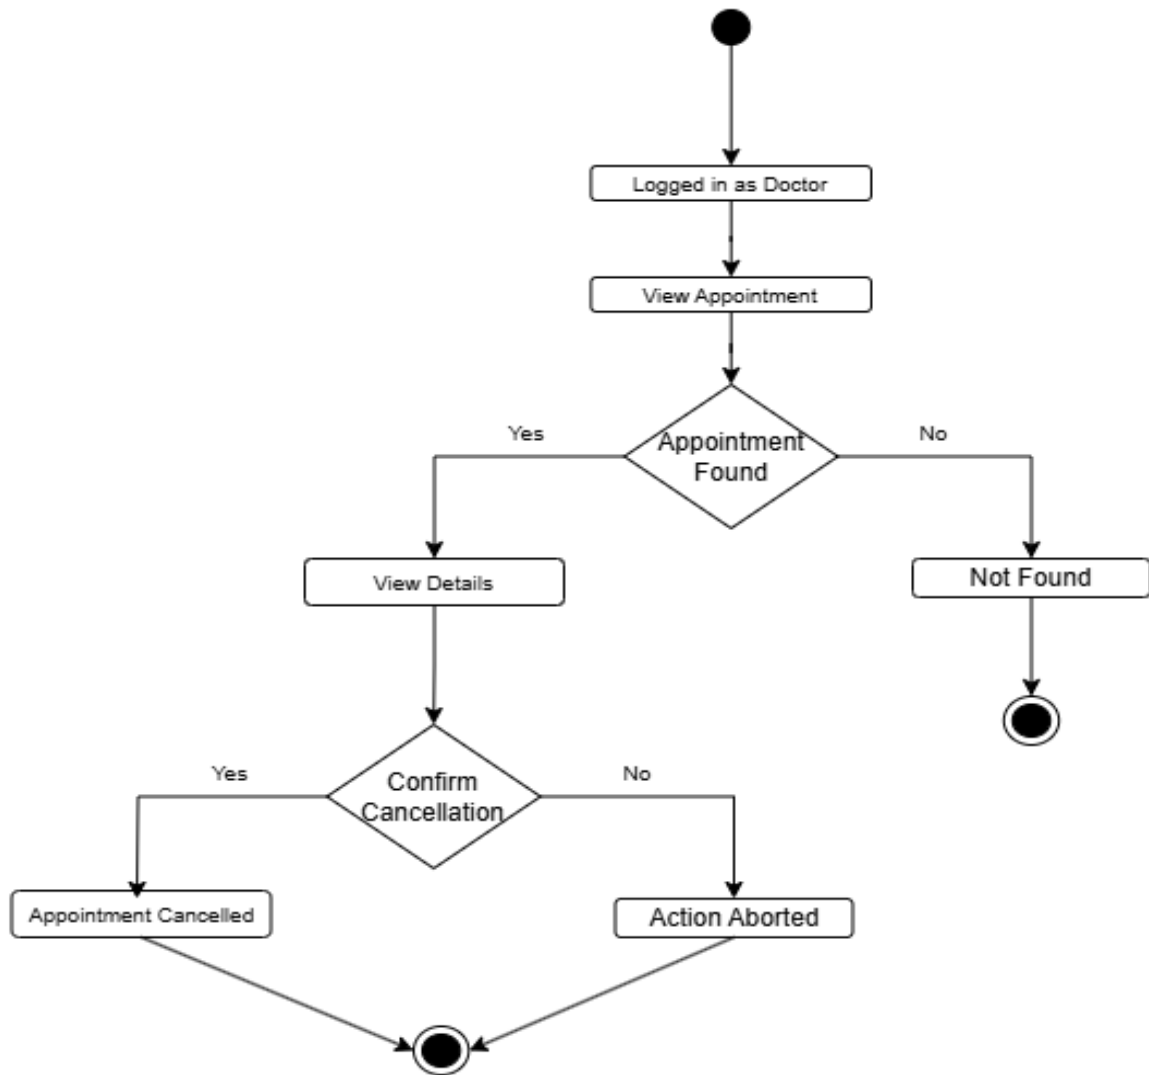 Logged in as Doctor
View Appointment
Yes
Appointment
Found
No
View Details
Not Found
Yes
Confirm
Cancellation
No
Appointment Cancelled
Action Aborted